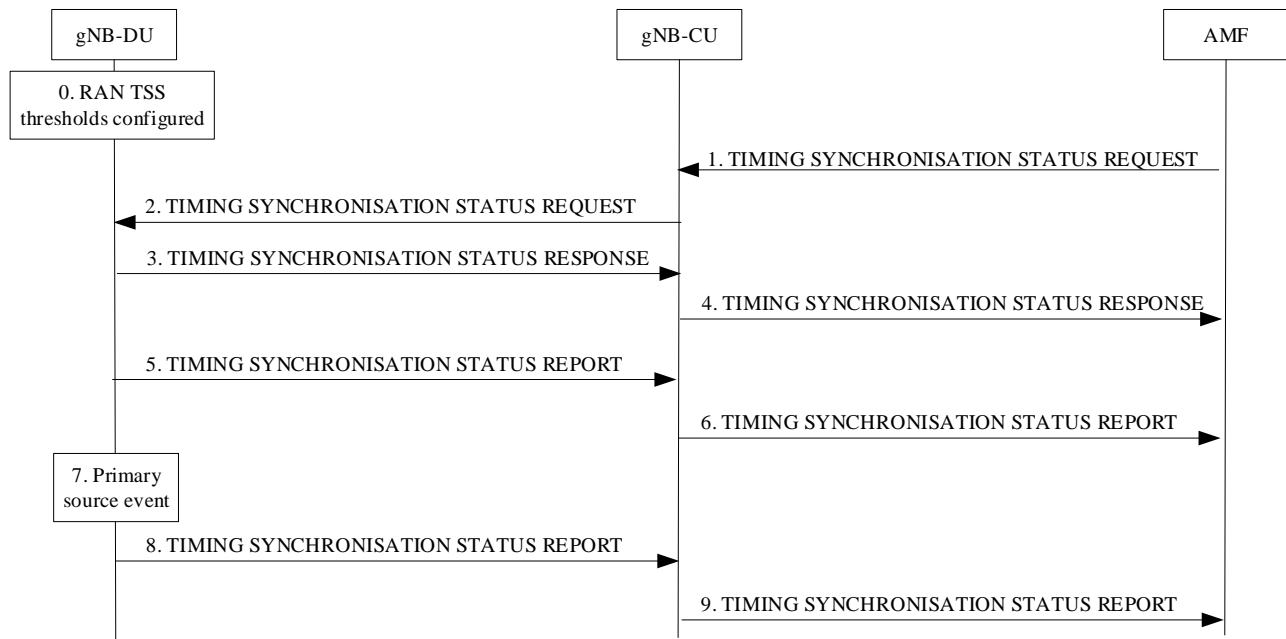 gNB-DU
gNB-CU
AMF
0. RAN TSS
thresholds configured
1. TIMING SYNCHRONISATION STATUS REQUEST
2. TIMING SYNCHRONISATION STATUS REQUEST
3. TIMING SYNCHRONISATION STATUS RESPONSE
4. TIMING SYNCHRONISATION STATUS RESPONSE
5. TIMING SYNCHRONISATION STATUS REPORT
6. TIMING SYNCHRONISATION STATUS REPORT
7. Primary
source event
8. TIMING SYNCHRONISATION STATUS REPORT
9. TIMING SYNCHRONISATION STATUS REPORT